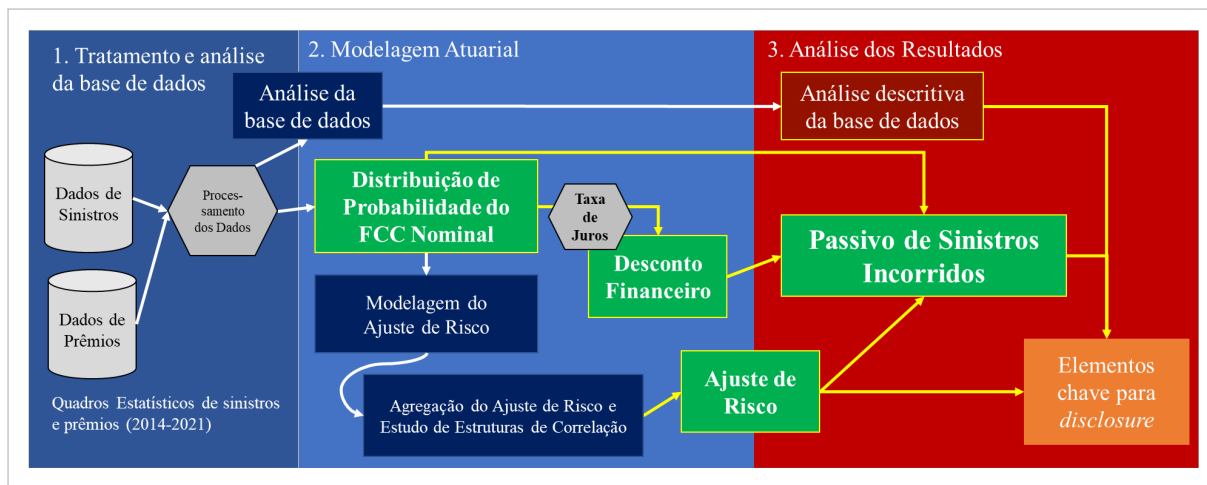 1. Tratamento e análise
da base de dados
2. Modelagem Atuarial
3. Análise dos Resultados
Análise da
base de dados
Análise descritiva
da base de dados
Dados de
Sinistros
Proces-
samento
dos Dados
Distribuição de
Probabilidade do
FCC Nominal
Taxa
de
Juros
Desconto
Financeiro
Passivo de Sinistros
Incorridos
Dados de
Prêmios
Modelagem do
Ajuste de Risco
Agregação do Ajuste de Risco e
Estudo de Estruturas de Correlação
Ajuste de
Risco
Elementos
chave para
disclosure
Quadros Estatísticos de sinistros
e prêmios (2014-2021)